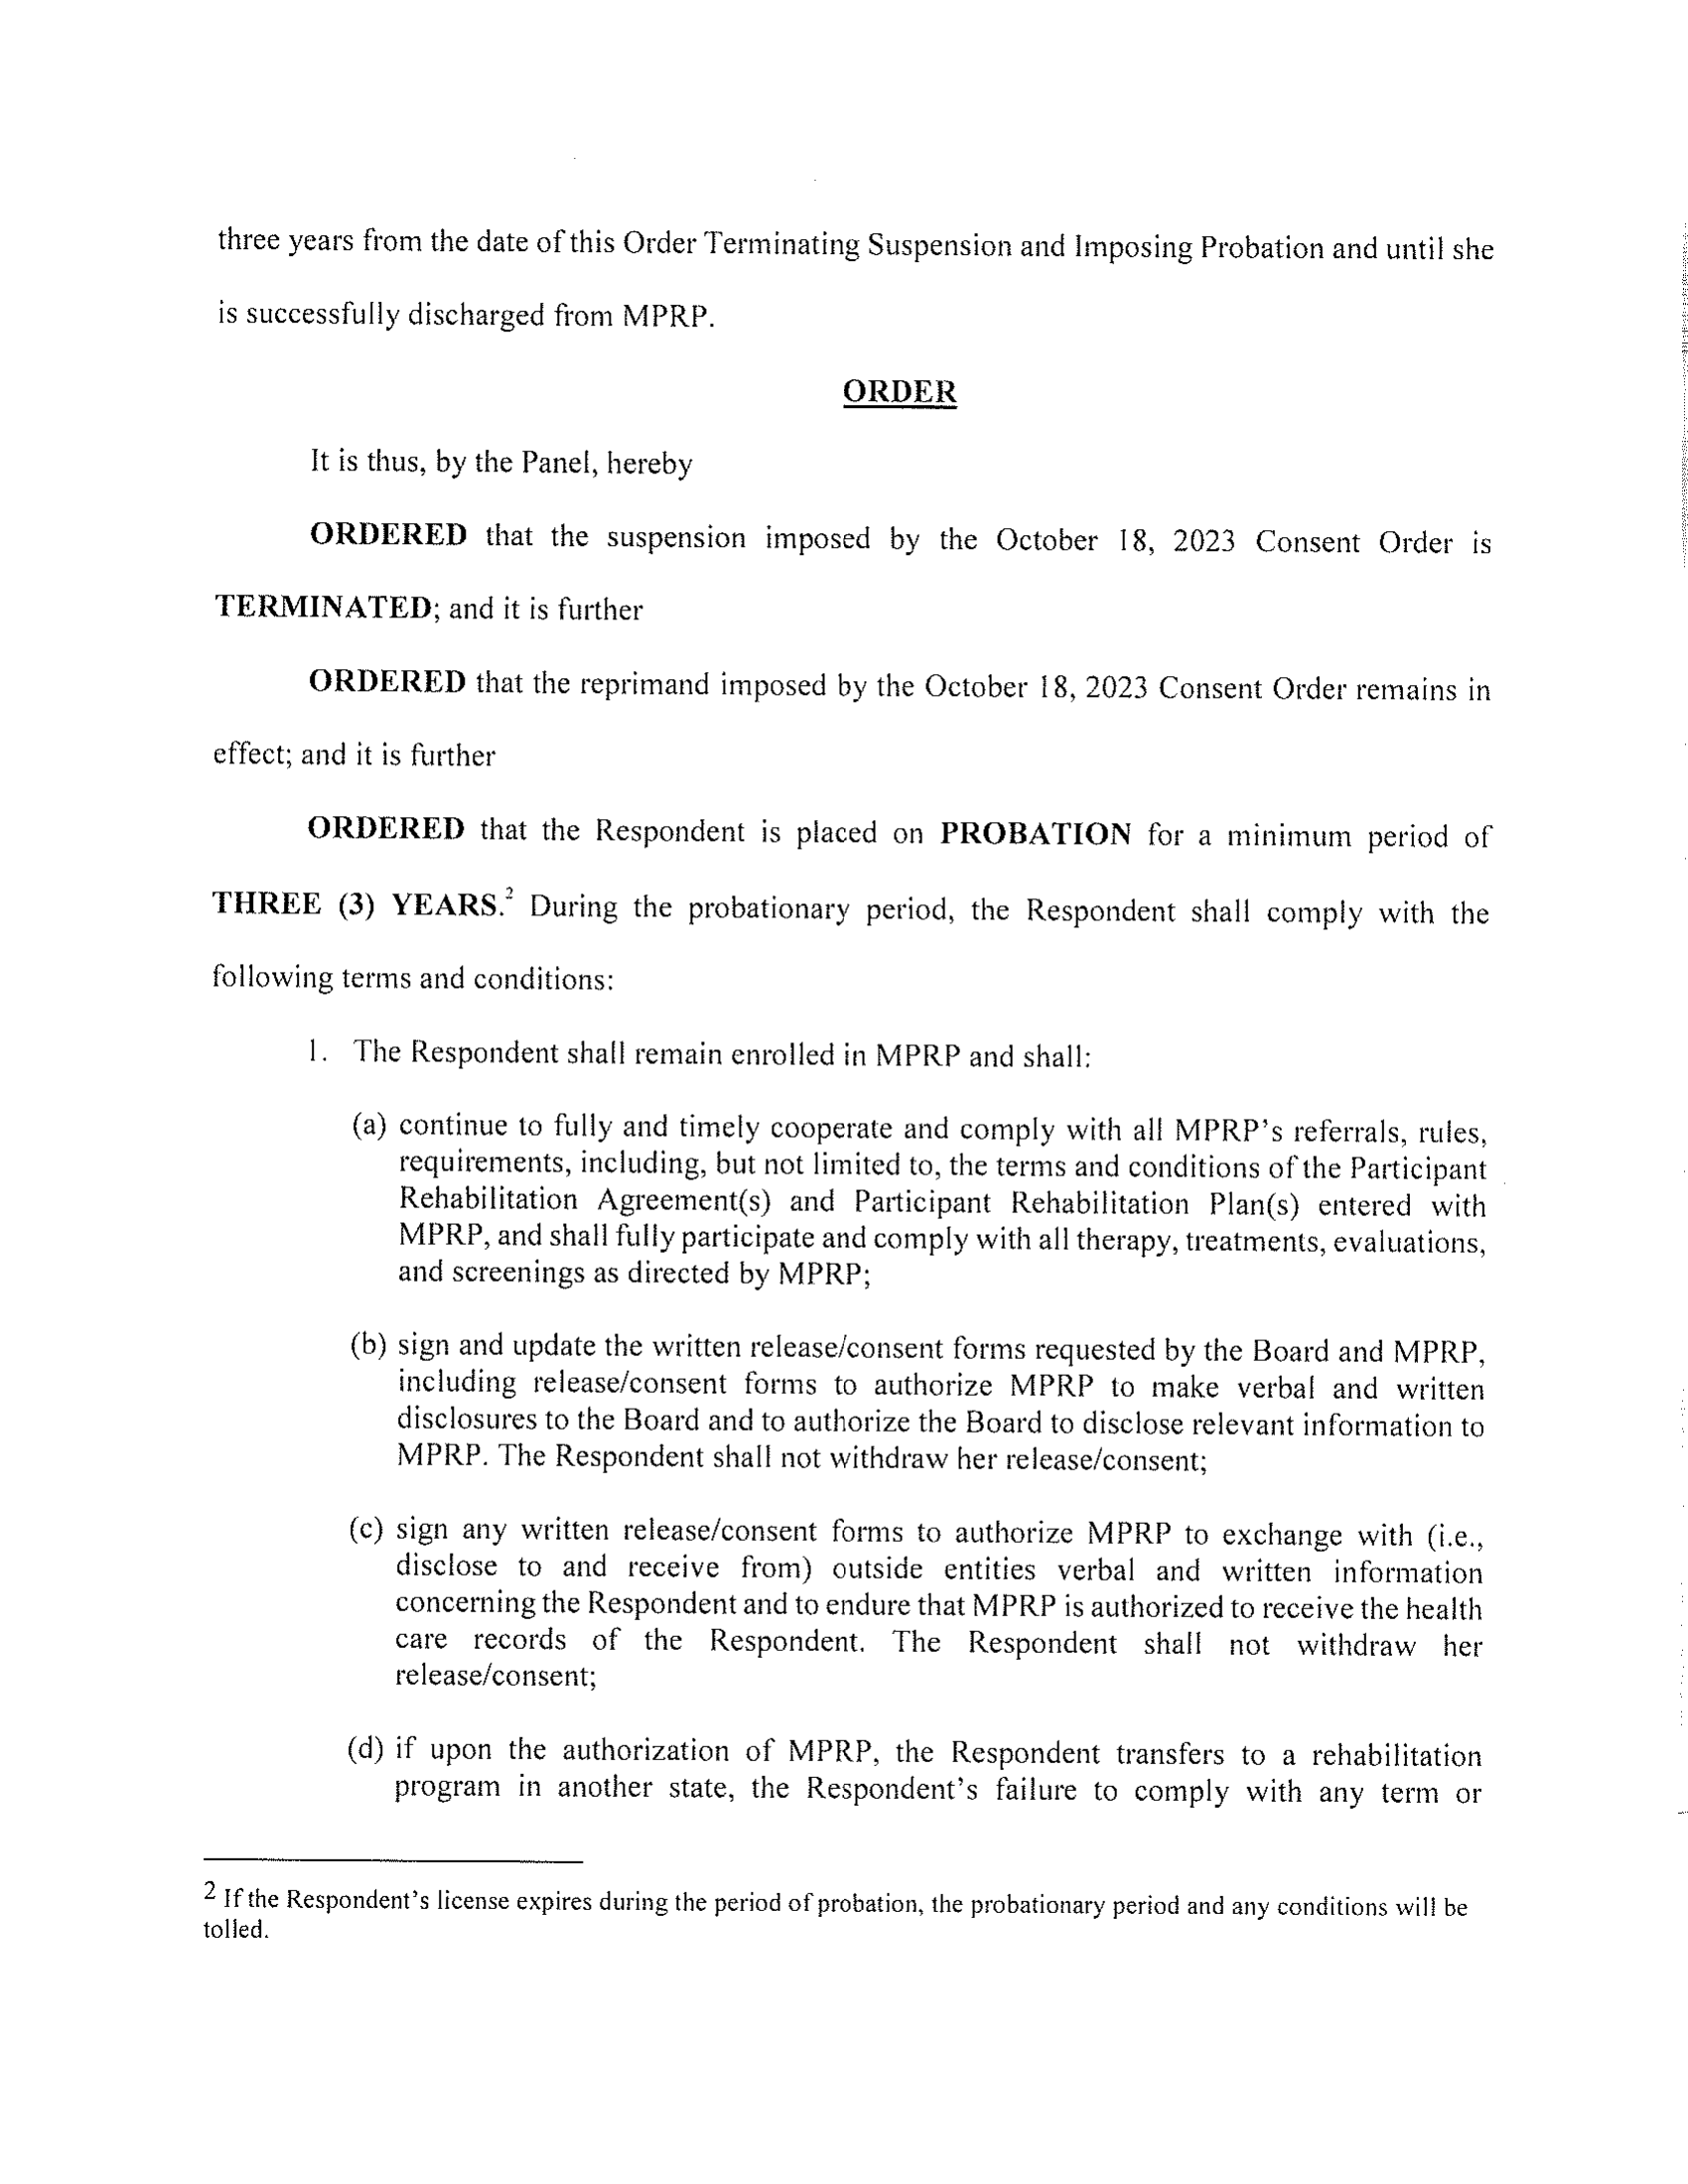 three years from the date of this Order Terminating Suspension and Imposing Probation and until she
is successfully discharged from MPRP.
ORDER
It is thus, by the Panel, hereby
ORDERED that the suspension imposed by the October 18, 2023 Consent Order is
TERMINATED; and it is further
ORDERED that the reprimand imposed by the October 18, 2023 Consent Order remains in
effect; and it is further
ORDERED that the Respondent is placed on PROBATION for a minimum period of
THREE (3) YEARS.2 During the probationary period, the Respondent shall comply with the
following terms and conditions:
1. The Respondent shall remain enrolled in MPRP and shall:
(a) continue to fully and timely cooperate and comply with all MPRP's referrals, rules,
requirements, including, but not limited to, the terms and conditions of the Participant
Rehabilitation Agreement(s) and Participant Rehabilitation Plan(s) entered with
MPRP, and shall fully participate and comply with all therapy, treatments, evaluations,
and screenings as directed by MPRP;
(b) sign and update the written release/consent forms requested by the Board and MPRP,
including release/consent forms to authorize MPRP to make verbal and written
disclosures to the Board and to authorize the Board to disclose relevant information to
MPRP. The Respondent shall not withdraw her release/consent;
(c) sign any written release/consent forms to authorize MPRP to exchange with (i.e.,
disclose to and receive from) outside entities verbal and written information
concerning the Respondent and to endure that MPRP is authorized to receive the health
care records of the Respondent. The Respondent shall not withdraw her
release/consent;
(d) if upon the authorization of MPRP, the Respondent transfers to a rehabilitation
program in another state, the Respondent's failure to comply with any term or
2 If the Respondent's license expires during the period of probation, the probationary period and any conditions will be
tolled.